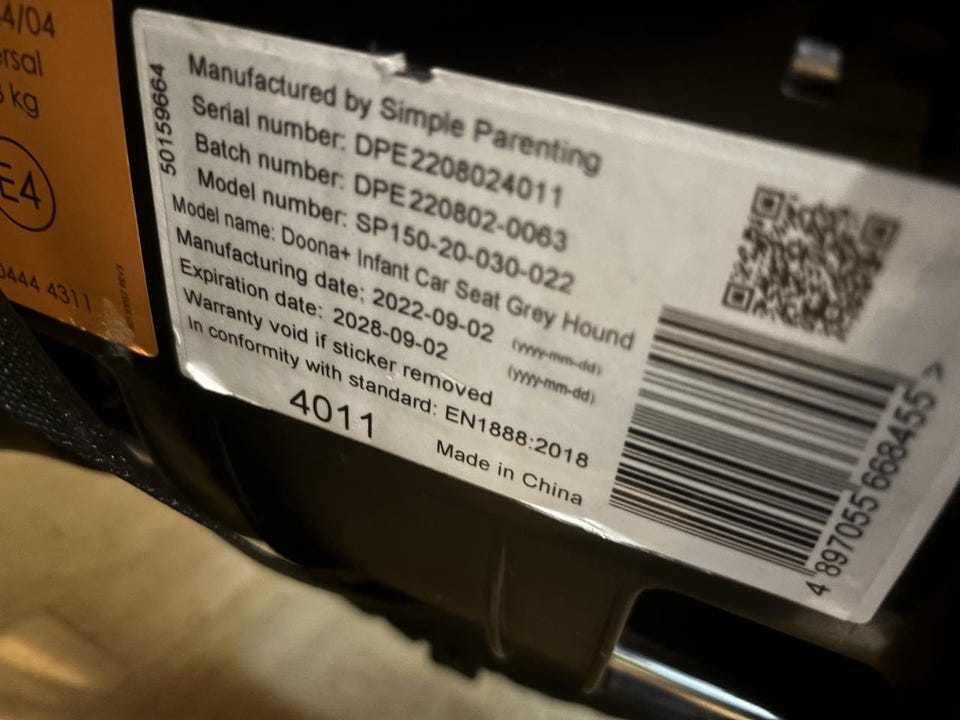 4/04
kg
E4
0444 4311
50159664
Manufactured by Simple Parenting
Serial number: DPE2208024011
Batch number: DPE220802-0063
Model number: SP150-20-030-022
Model name: Doona+ Infant Car Seat Grey Hound
Manufacturing date: 2022-09-02 (yyyy-mm-dd)
Expiration date: 2028-09-02 (yyyy-mm-dd)
Warranty void if sticker removed
In conformity with standard: EN1888:2018
4011
Made in China
4 897055 668455 >